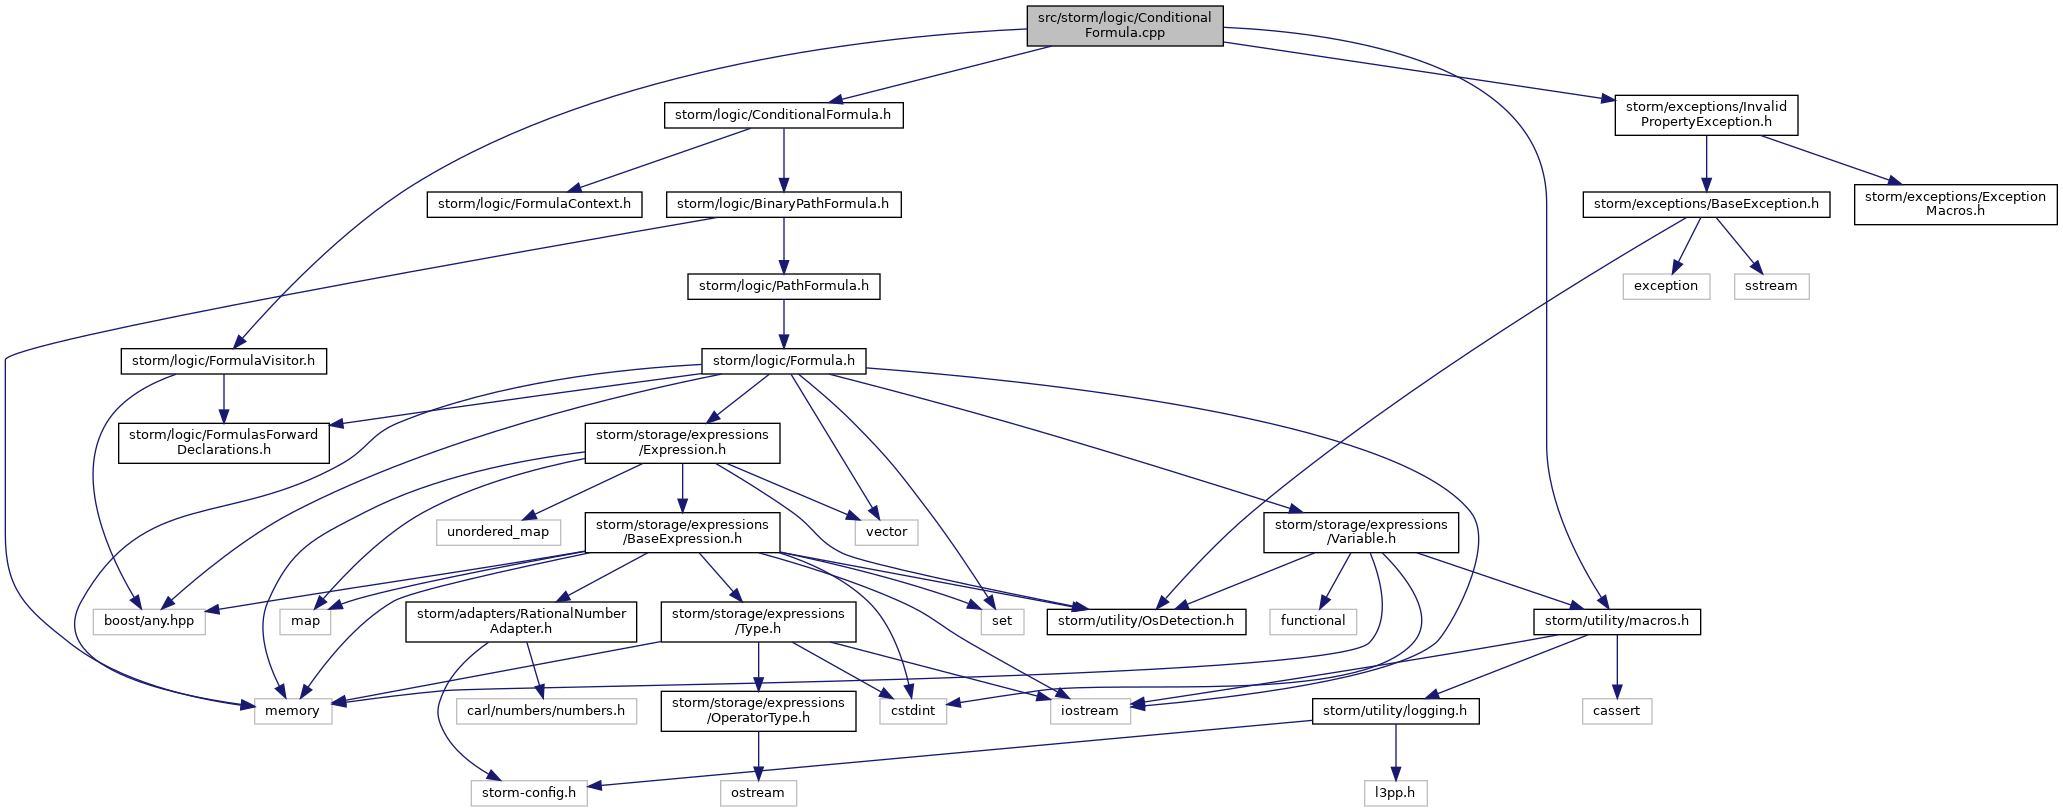 src/storm/logic/Conditional
Formula.cpp
storm/logic/ConditionalFormula.h
storm/exceptions/Invalid
PropertyException.h
storm/logic/FormulaContext.h
storm/logic/BinaryPathFormula.h
storm/exceptions/BaseException.h
storm/exceptions/Exception
Macros.h
storm/logic/PathFormula.h
exception
sstream
storm/logic/FormulaVisitor.h
storm/logic/Formula.h
storm/logic/FormulasForward
Declarations.h
storm/storage/expressions
/Expression.h
unordered_map
storm/storage/expressions
/BaseExpression.h
vector
storm/storage/expressions
/Variable.h
boost/any.hpp
map
storm/adapters/RationalNumber
Adapter.h
storm/storage/expressions
/Type.h
set
storm/utility/OsDetection.h
functional
storm/utility/macros.h
memory
carl/numbers/numbers.h
storm/storage/expressions
/OperatorType.h
cstdint
iostream
storm/utility/logging.h
cassert
storm-config.h
ostream
l3pp.h